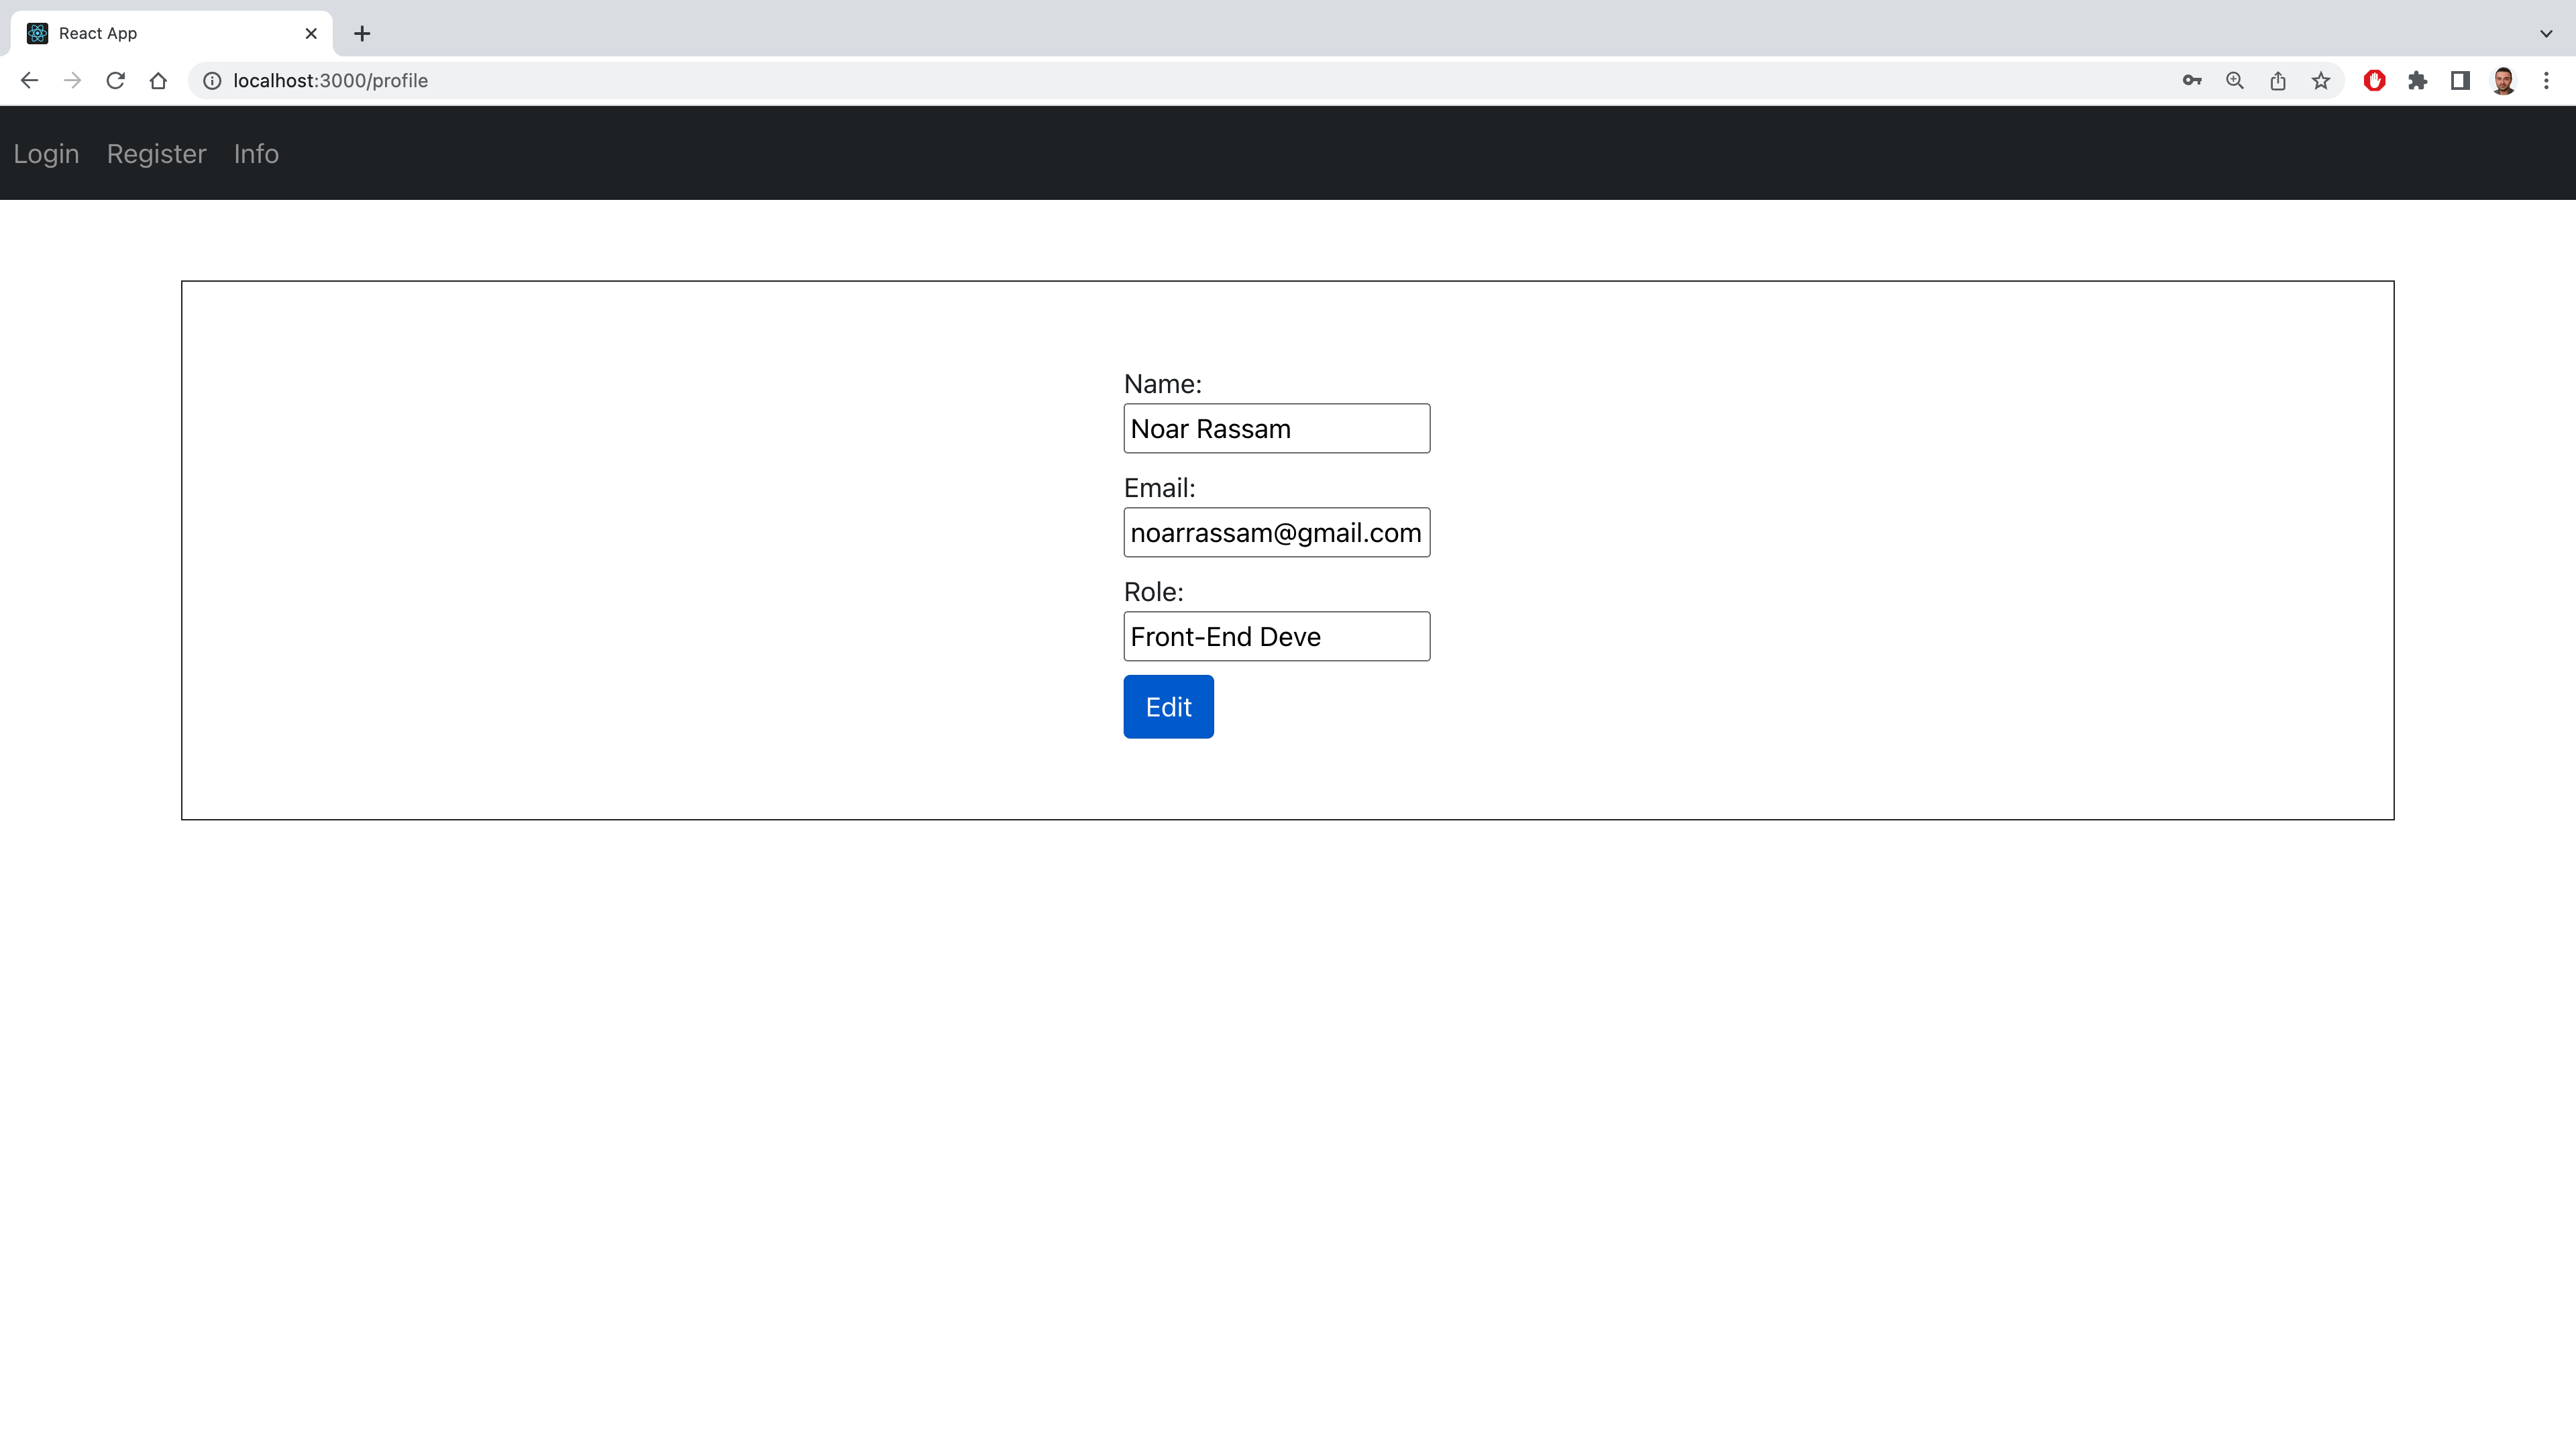 React App
localhost:3000/profile
Login Register Info
Name:
Noar Rassam
Email:
noarrassam@gmail.com
Role:
Front-End Deve
Edit